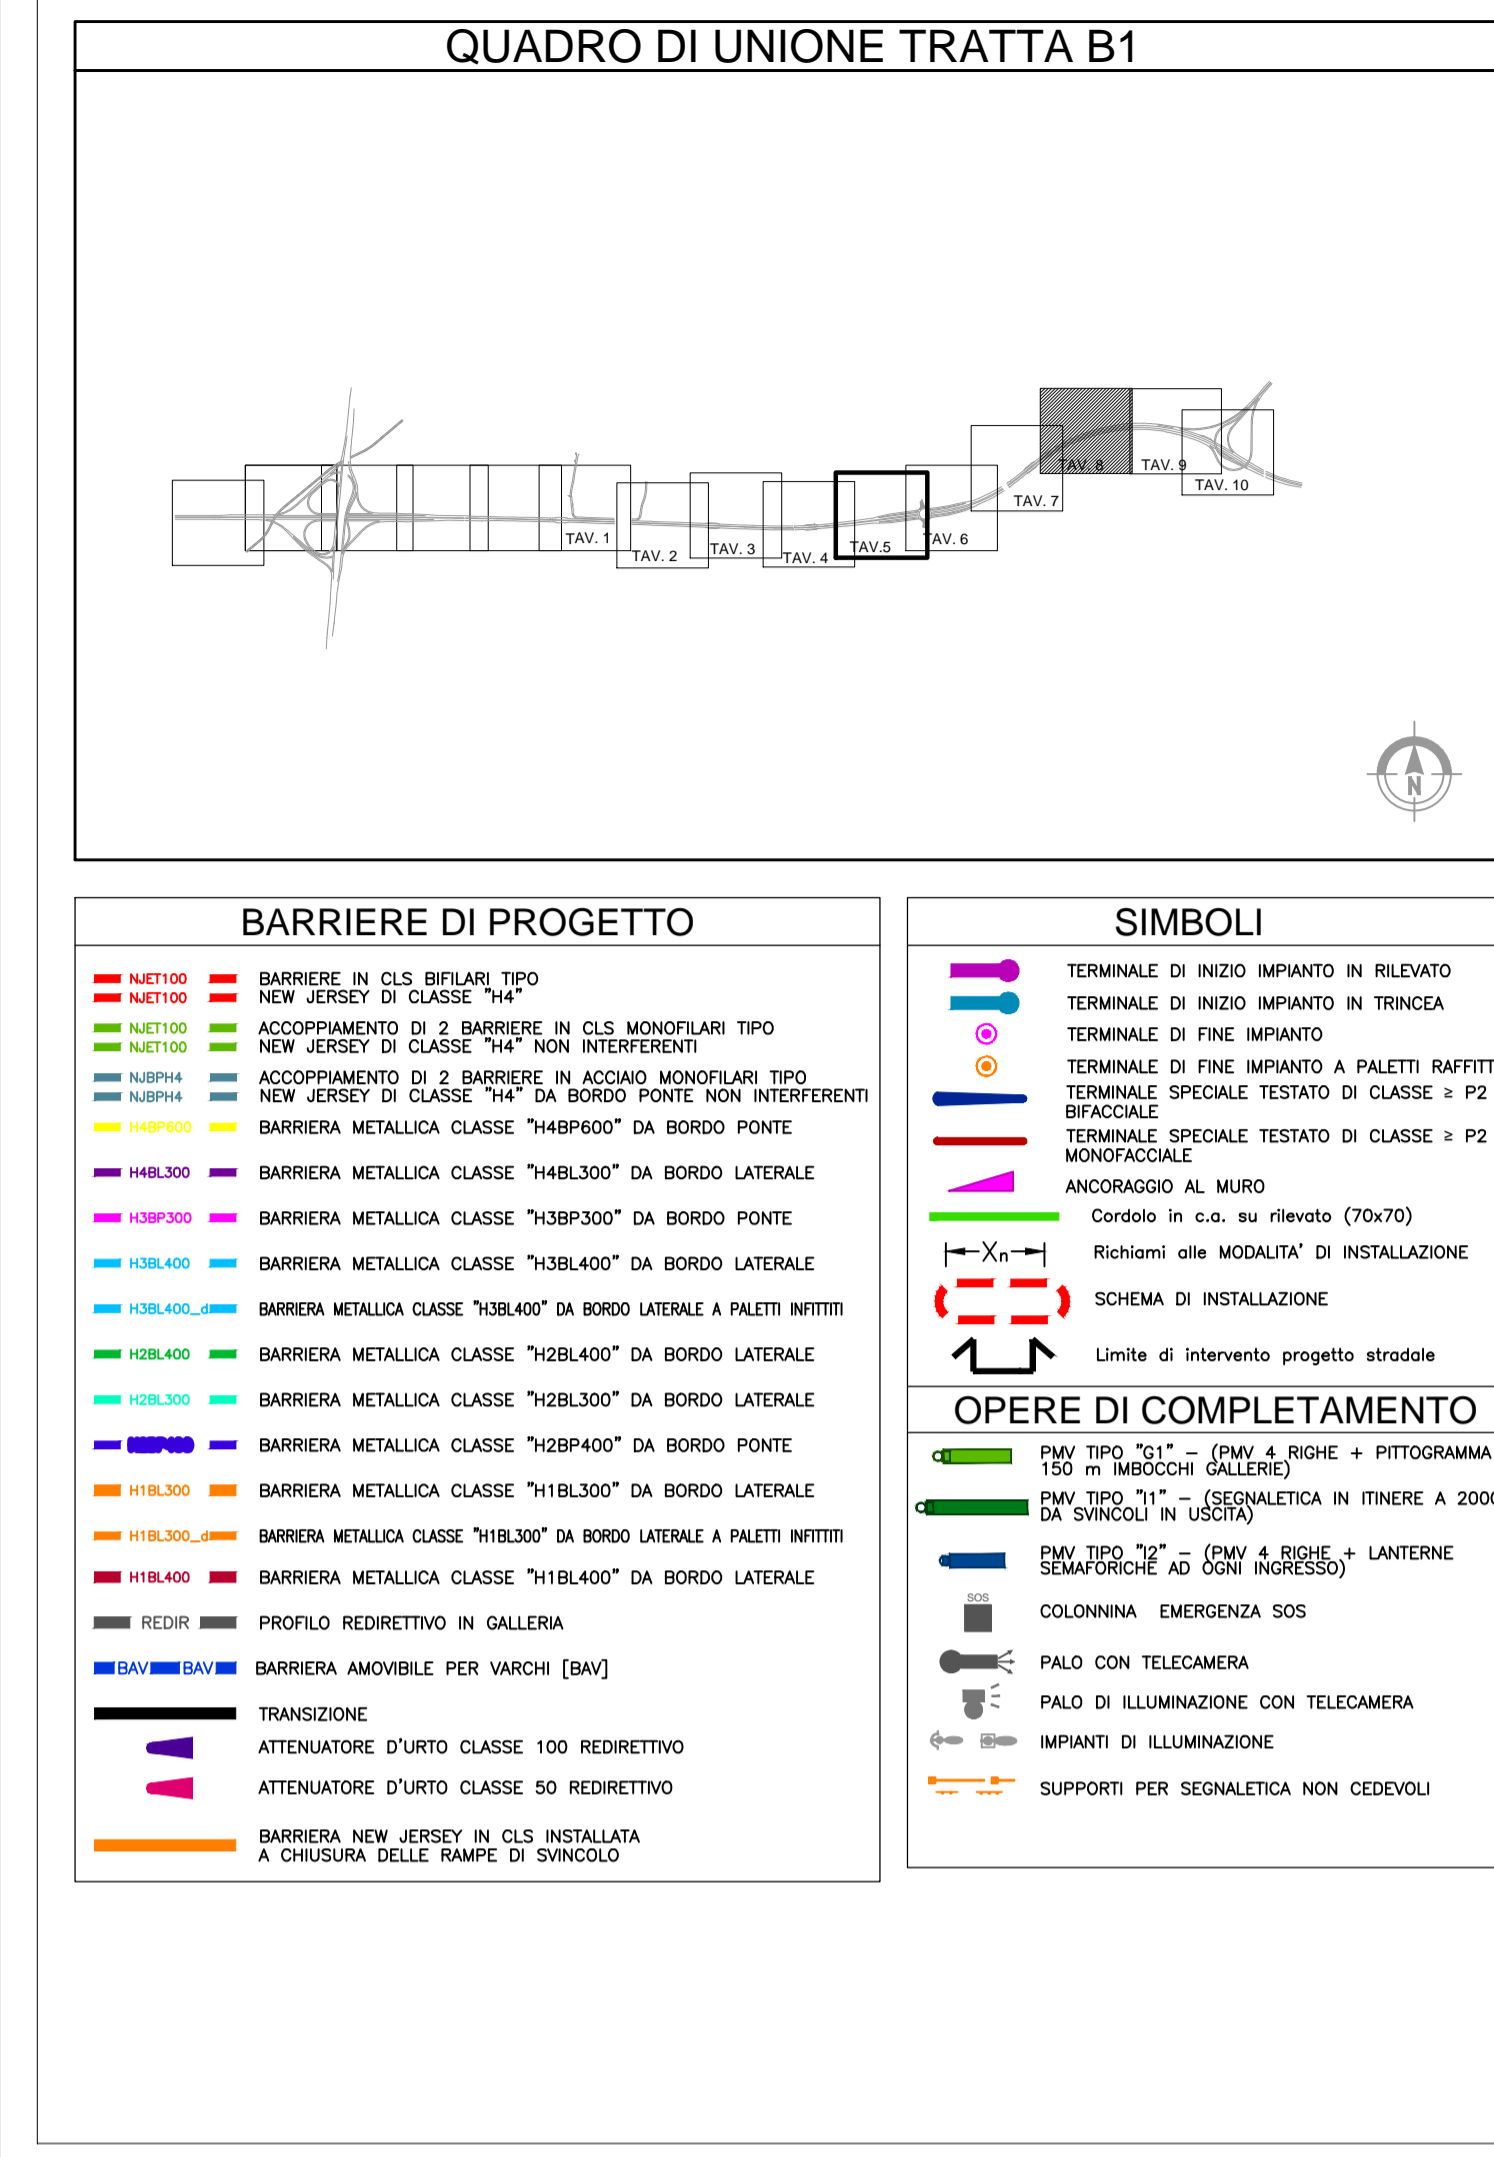 QUADRO DI UNIONE TRATTA B1
TAV. 1
TAV. 2
TAV. 3
TAV. 4
TAV.5
TAV. 6
TAV. 7
TAV. 8
TAV. 9
TAV. 10
N
BARRIERE DI PROGETTO
NJET100 BARRIERE IN CLS BIFILARI TIPO
NJET100 NEW JERSEY DI CLASSE "H4"
NJET100 ACCOPPIAMENTO DI 2 BARRIERE IN CLS MONOFILARI TIPO
NJET100 NEW JERSEY DI CLASSE "H4" NON INTERFERENTI
NJBPH4 ACCOPPIAMENTO DI 2 BARRIERE IN ACCIAIO MONOFILARI TIPO
NJBPH4 NEW JERSEY DI CLASSE "H4" DA BORDO PONTE NON INTERFERENTI
H4BP600 BARRIERA METALLICA CLASSE "H4BP600" DA BORDO PONTE
H4BL300 BARRIERA METALLICA CLASSE "H4BL300" DA BORDO LATERALE
H3BP300 BARRIERA METALLICA CLASSE "H3BP300" DA BORDO PONTE
H3BL400 BARRIERA METALLICA CLASSE "H3BL400" DA BORDO LATERALE
H3BL400_d BARRIERA METALLICA CLASSE "H3BL400" DA BORDO LATERALE A PALETTI INFITTITI
H2BL400 BARRIERA METALLICA CLASSE "H2BL400" DA BORDO LATERALE
H2BL300 BARRIERA METALLICA CLASSE "H2BL300" DA BORDO LATERALE
BARRIERA METALLICA CLASSE "H2BP400" DA BORDO PONTE
H1BL300 BARRIERA METALLICA CLASSE "H1BL300" DA BORDO LATERALE
H1BL300_d BARRIERA METALLICA CLASSE "H1BL300" DA BORDO LATERALE A PALETTI INFITTITI
H1BL400 BARRIERA METALLICA CLASSE "H1BL400" DA BORDO LATERALE
REDIR PROFILO REDIRETTIVO IN GALLERIA
BAV BAV BARRIERA AMOVIBILE PER VARCHI [BAV]
TRANSIZIONE
ATTENUATORE D'URTO CLASSE 100 REDIRETTIVO
ATTENUATORE D'URTO CLASSE 50 REDIRETTIVO
BARRIERA NEW JERSEY IN CLS INSTALLATA
A CHIUSURA DELLE RAMPE DI SVINCOLO
SIMBOLI
TERMINALE DI INIZIO IMPIANTO IN RILEVATO
TERMINALE DI INIZIO IMPIANTO IN TRINCEA
TERMINALE DI FINE IMPIANTO
TERMINALE DI FINE IMPIANTO A PALETTI RAFFITT
TERMINALE SPECIALE TESTATO DI CLASSE ≥ P2
BIFACCIALE
TERMINALE SPECIALE TESTATO DI CLASSE ≥ P2
MONOFACCIALE
ANCORAGGIO AL MURO
Cordolo in c.a. su rilevato (70x70)
Xn Richiami alle MODALITA' DI INSTALLAZIONE
SCHEMA DI INSTALLAZIONE
Limite di intervento progetto stradale
OPERE DI COMPLETAMENTO
PMV TIPO "G1" – (PMV 4 RIGHE + PITTOGRAMMA
150 m IMBOCCHI GALLERIE)
PMV TIPO "I1" – (SEGNALETICA IN ITINERE A 2000
DA SVINCOLI IN USCITA)
PMV TIPO "I2" – (PMV 4 RIGHE + LANTERNE
SEMAFORICHE AD OGNI INGRESSO)
SOS
COLONNINA EMERGENZA SOS
PALO CON TELECAMERA
PALO DI ILLUMINAZIONE CON TELECAMERA
IMPIANTI DI ILLUMINAZIONE
SUPPORTI PER SEGNALETICA NON CEDEVOLI